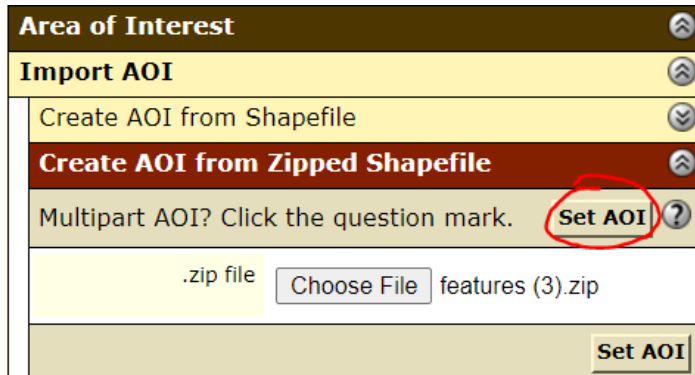 Area of Interest
Import AOI
Create AOI from Shapefile
Create AOI from Zipped Shapefile
Multipart AOI? Click the question mark. Set AOI ?
.zip file Choose File features (3).zip
Set AOI